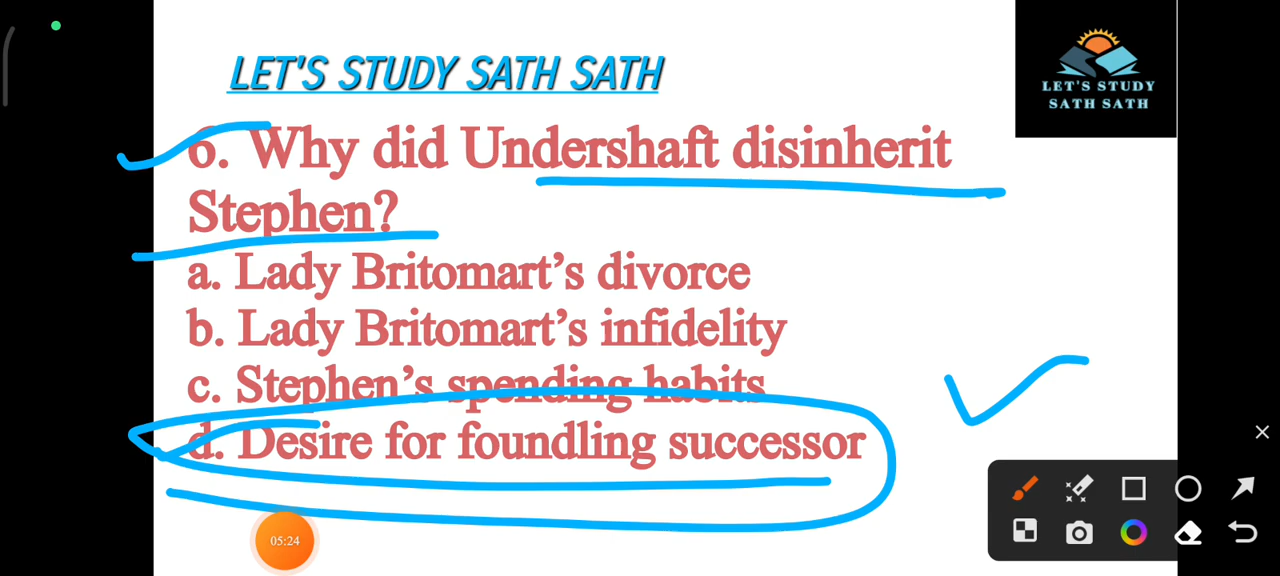 LET'S STUDY SATH SATH
LET'S STUDY
SATH SATH
6. Why did Undershaft disinherit
Stephen?
a. Lady Britomart’s divorce
b. Lady Britomart’s infidelity
c. Stephen’s spending habits
d. Desire for foundling successor
05:24